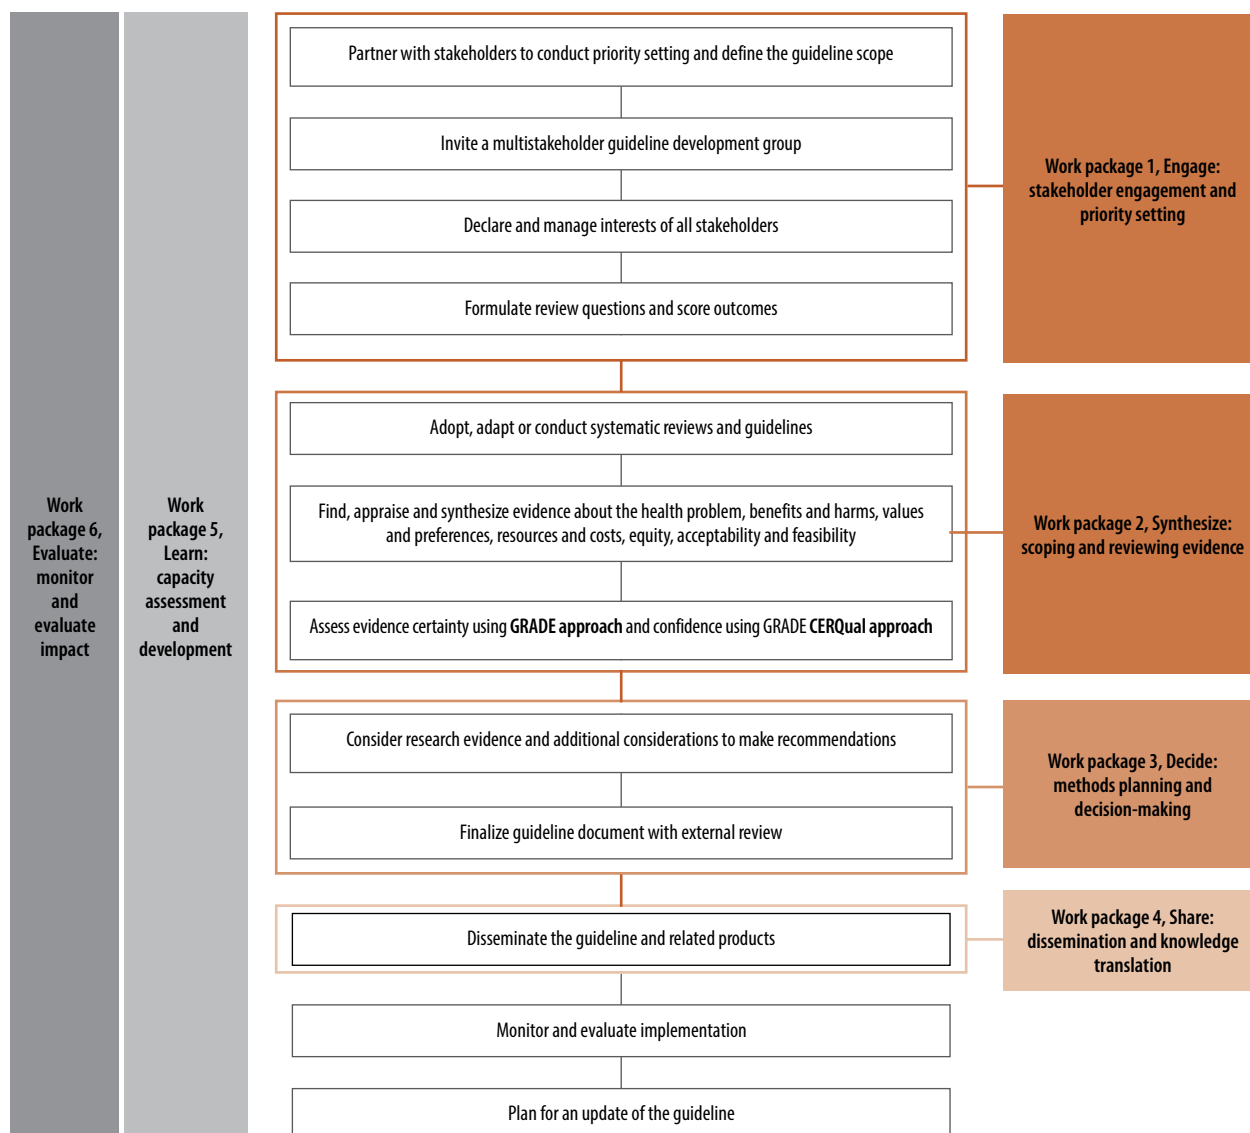 Partner with stakeholders to conduct priority setting and define the guideline scope
Invite a multistakeholder guideline development group
Declare and manage interests of all stakeholders
Formulate review questions and score outcomes
Work package 1, Engage:
stakeholder engagement and
priority setting
Adopt, adapt or conduct systematic reviews and guidelines
Find, appraise and synthesize evidence about the health problem, benefits and harms, values
and preferences, resources and costs, equity, acceptability and feasibility
Assess evidence certainty using GRADE approach and confidence using GRADE CERQual approach
Work package 2, Synthesize:
scoping and reviewing evidence
Consider research evidence and additional considerations to make recommendations
Finalize guideline document with external review
Work package 3, Decide:
methods planning and
decision-making
Disseminate the guideline and related products
Work package 4, Share:
dissemination and knowledge
translation
Monitor and evaluate implementation
Plan for an update of the guideline
Work
package 6,
Evaluate:
monitor
and
evaluate
impact
Work
package 5,
Learn:
capacity
assessment
and
development